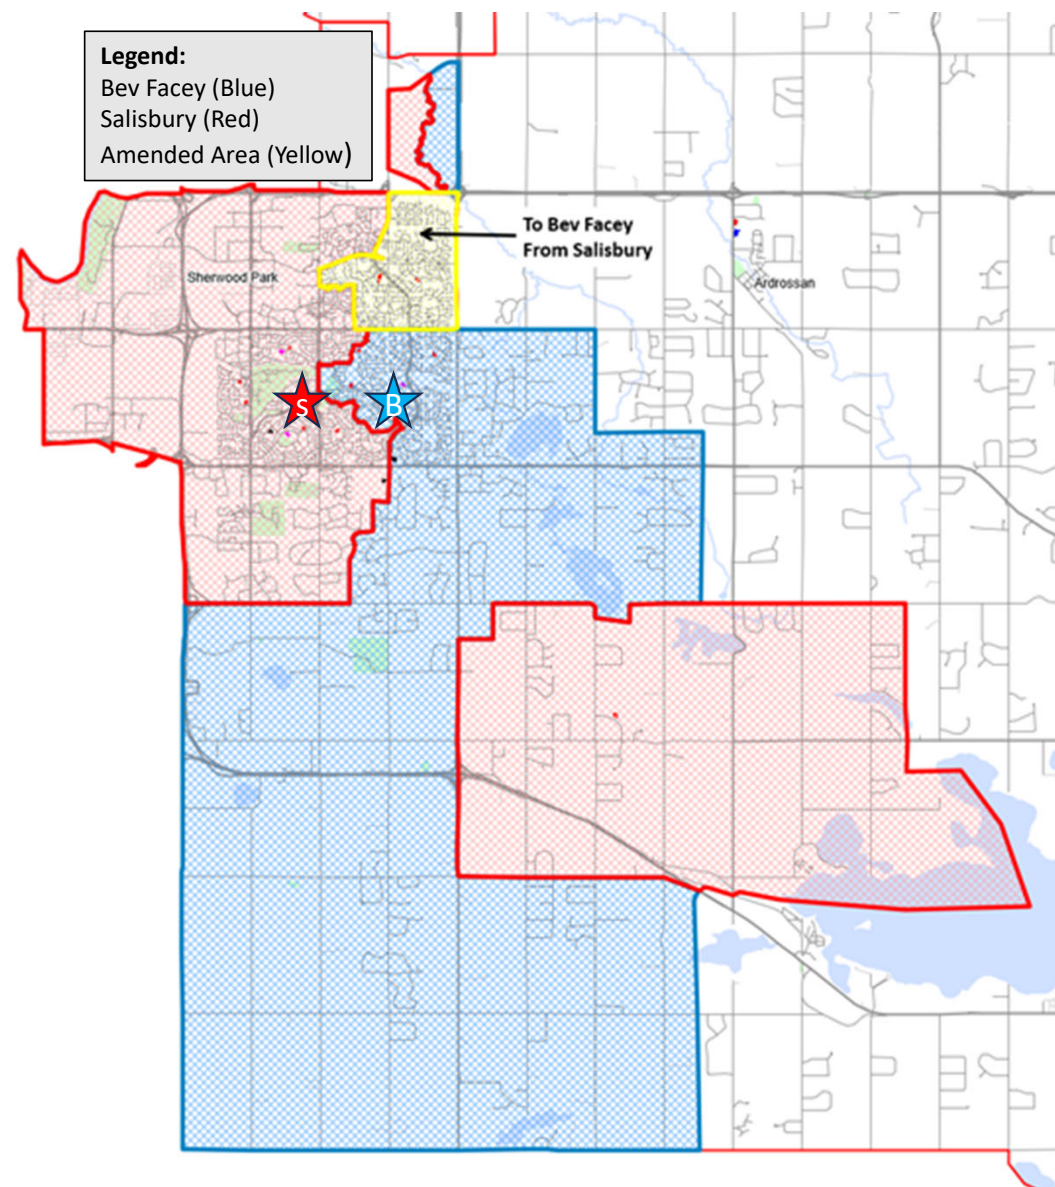 Legend:
Bev Facey (Blue)
Salisbury (Red)
Amended Area (Yellow)
To Bev Facey
From Salisbury
Sherwood Park
Ardrossan
S
B